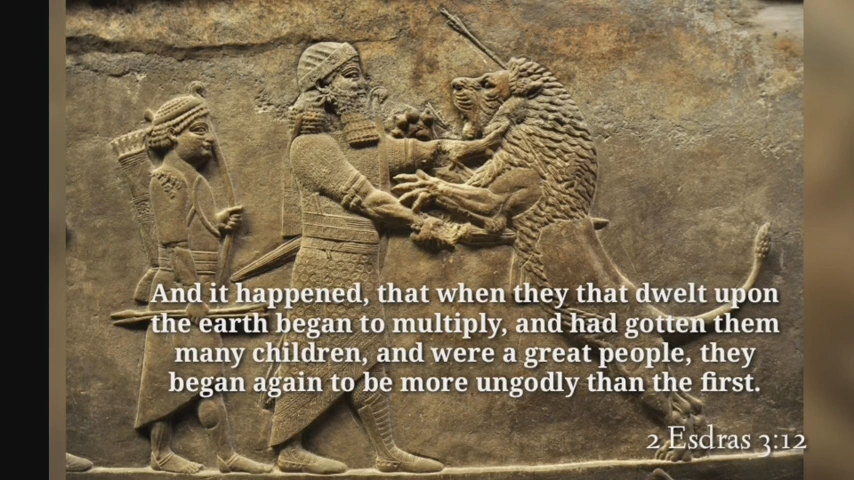 And it happened, that when they that dwelt upon
the earth began to multiply, and had gotten them
many children, and were a great people, they
began again to be more ungodly than the first.
2 Esdras 3:12